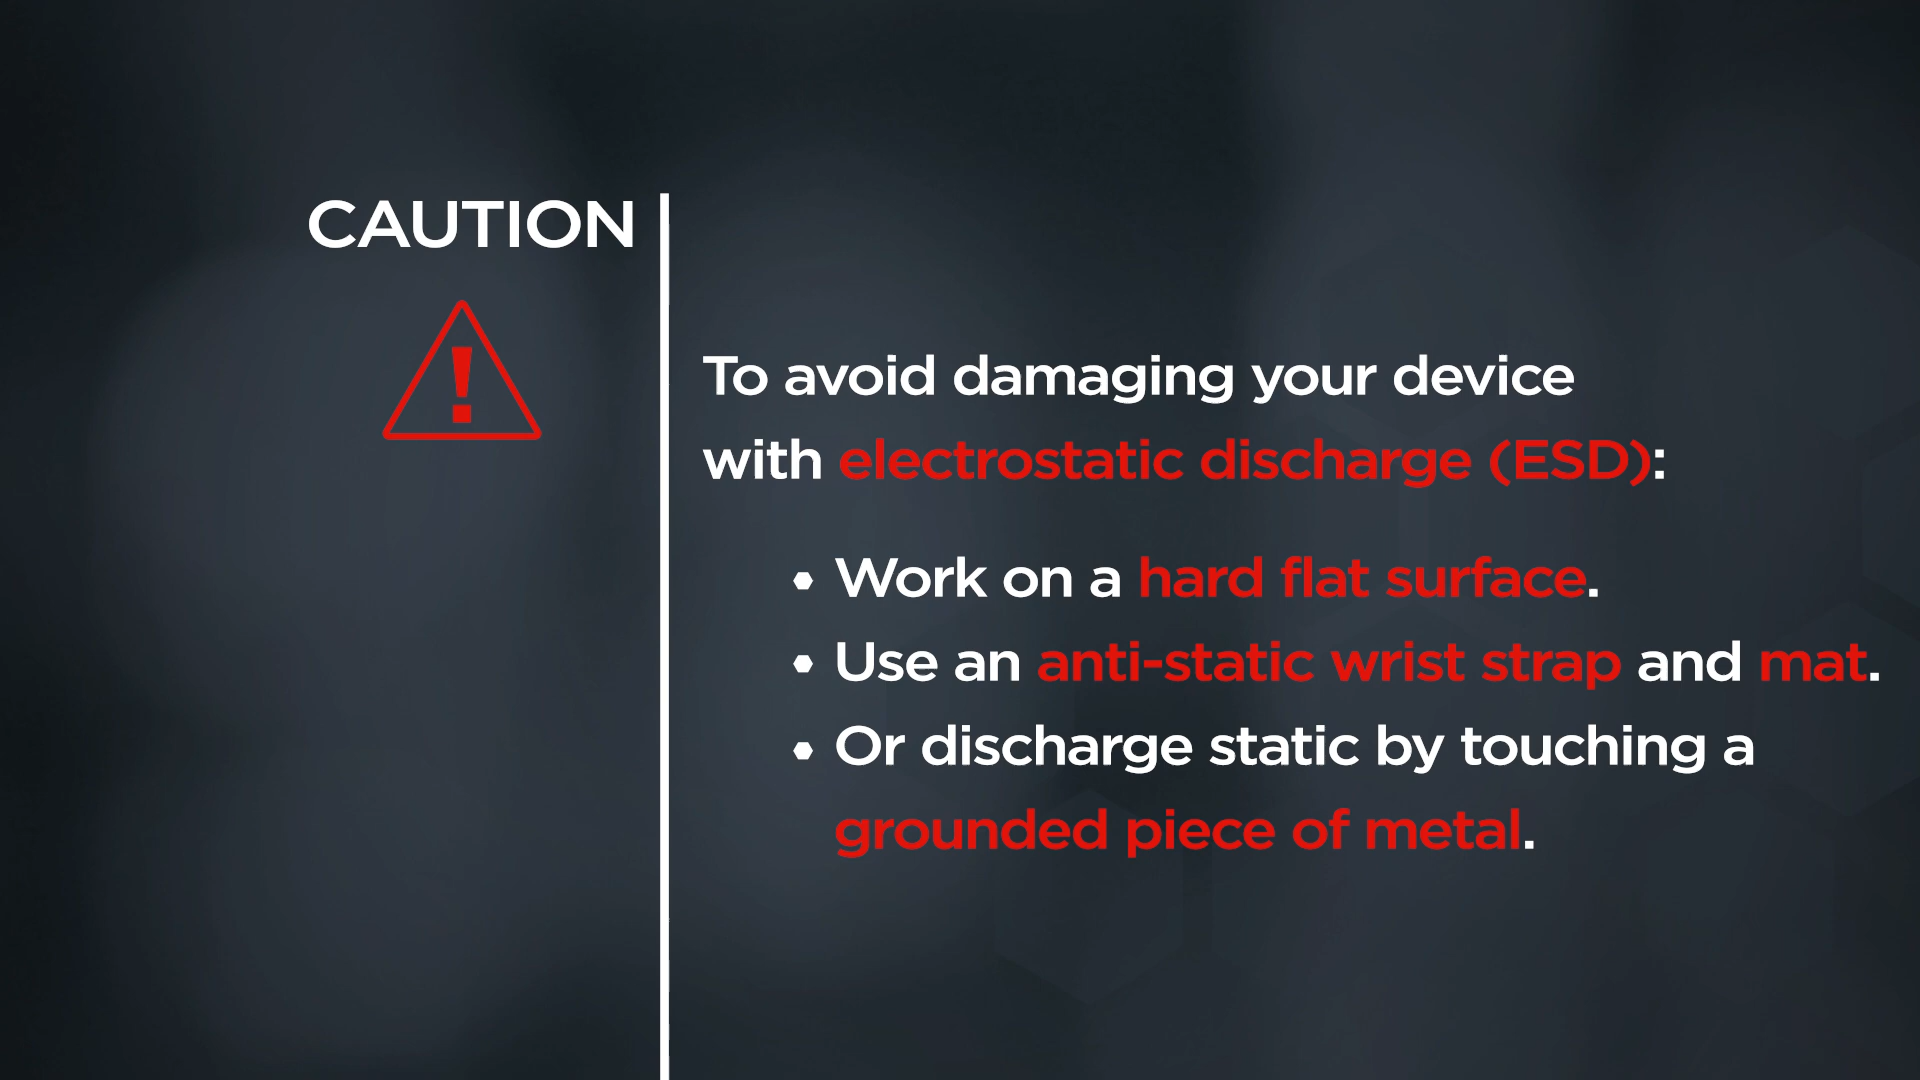 CAUTION
!
To avoid damaging your device
with electrostatic discharge (ESD):
• Work on a hard flat surface.
• Use an anti-static wrist strap and mat.
• Or discharge static by touching a
grounded piece of metal.